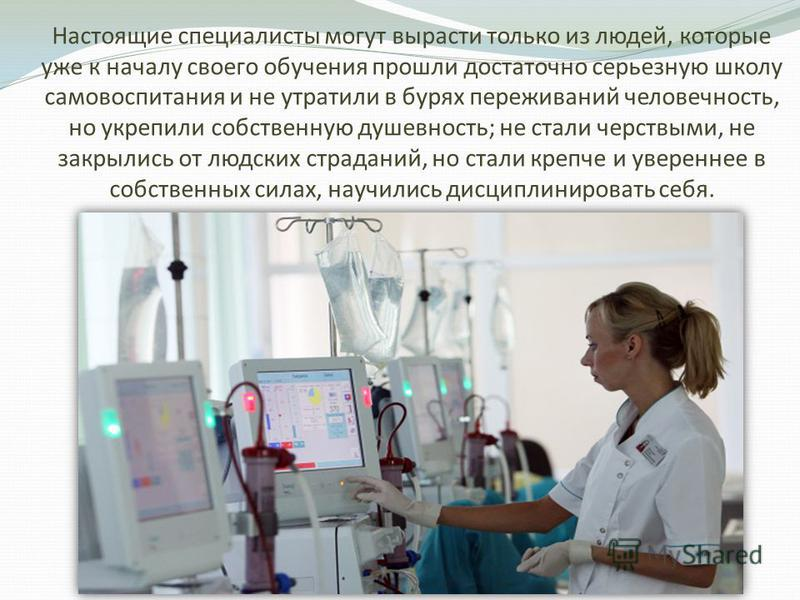 Настоящие специалисты могут вырасти только из людей, которые
уже к началу своего обучения прошли достаточно серьезную школу
самовоспитания и не утратили в бурях переживаний человечность,
но укрепили собственную душевность; не стали черствыми, не
закрылись от людских страданий, но стали крепче и увереннее в
собственных силах, научились дисциплинировать себя.
MyShared